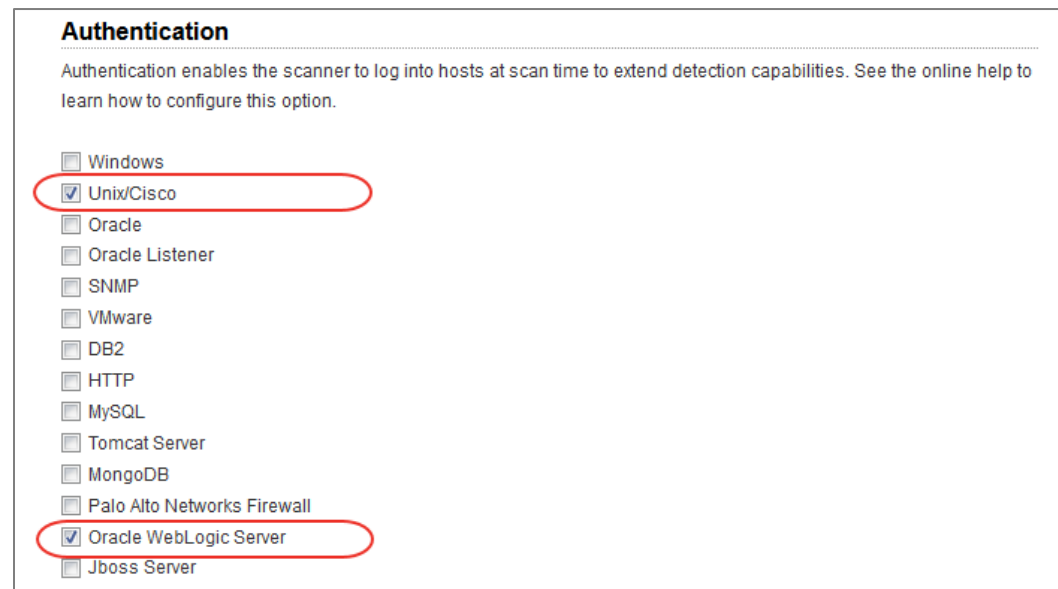 Authentication
Authentication enables the scanner to log into hosts at scan time to extend detection capabilities. See the online help to
learn how to configure this option.
Windows
Unix/Cisco
Oracle
Oracle Listener
SNMP
VMware
DB2
HTTP
MySQL
Tomcat Server
MongoDB
Palo Alto Networks Firewall
Oracle WebLogic Server
Jboss Server